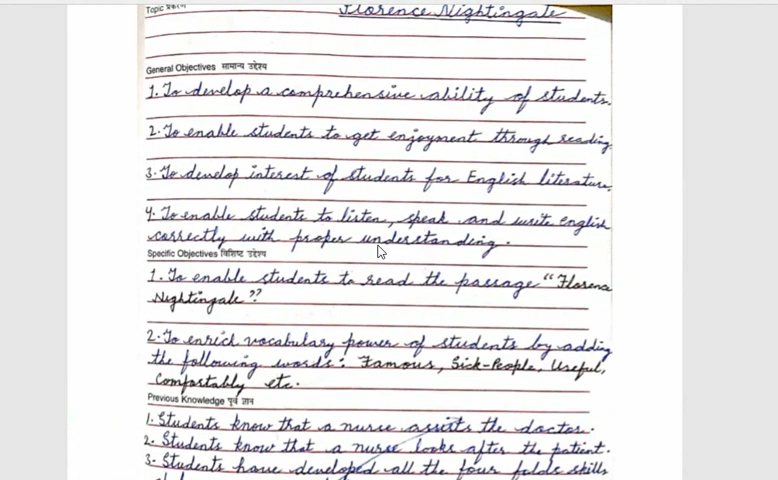 Topic प्रकरण Florence Nightingale
General Objectives सामान्य उद्देश्य
1. To develop a comprehensive ability of students.
2. To enable students to get enjoyment through reading
3. To develop interest of students for English literature.
4. To enable students to listen, speak and write english
correctly with proper understanding.
Specific Objectives विशिष्ट उद्देश्य
1. To enable students to read the passage "Florence
Nightingale"
2. To enrich vocabulary power of students by adding
the following words: Famous, Sick-People, Useful,
Comfortably etc.
Previous Knowledge पूर्व ज्ञान
1. Students know that a nurse assists the doctor.
2. Students know that a nurse looks after the patient.
3. Students have developed all the four folds skills